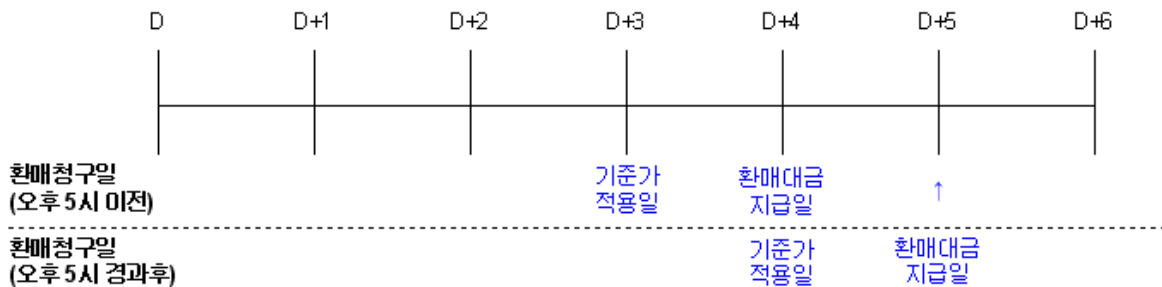 D D+1 D+2 D+3 D+4 D+5 D+6
환매청구일 기준가 환매대금
(오후 5시 이전) 적용일 지급일 ↑
환매청구일 기준가 환매대금
(오후 5시 경과후) 적용일 지급일